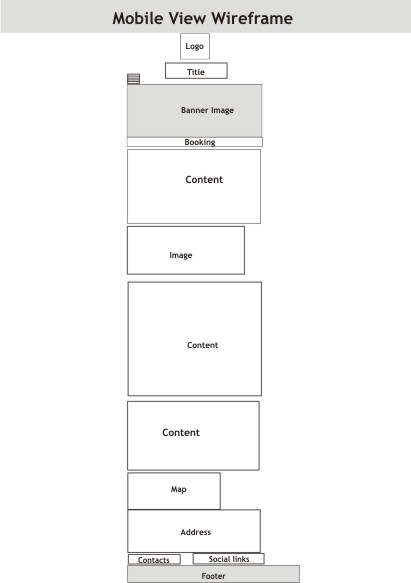 Mobile View Wireframe
Logo
Title
Banner Image
Booking
Content
Image
Content
Content
Map
Address
Contacts
Social links
Footer